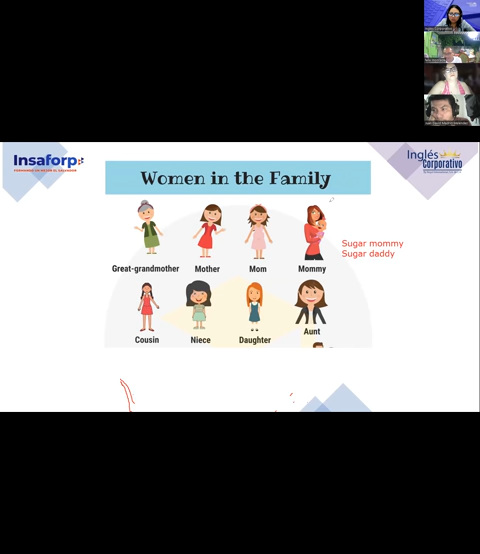 Insaforp
Inglés
Corporativo
Women in the Family
Sugar mommy
Sugar daddy
Great-grandmother
Mother
Mom
Mommy
Cousin
Niece
Daughter
Aunt